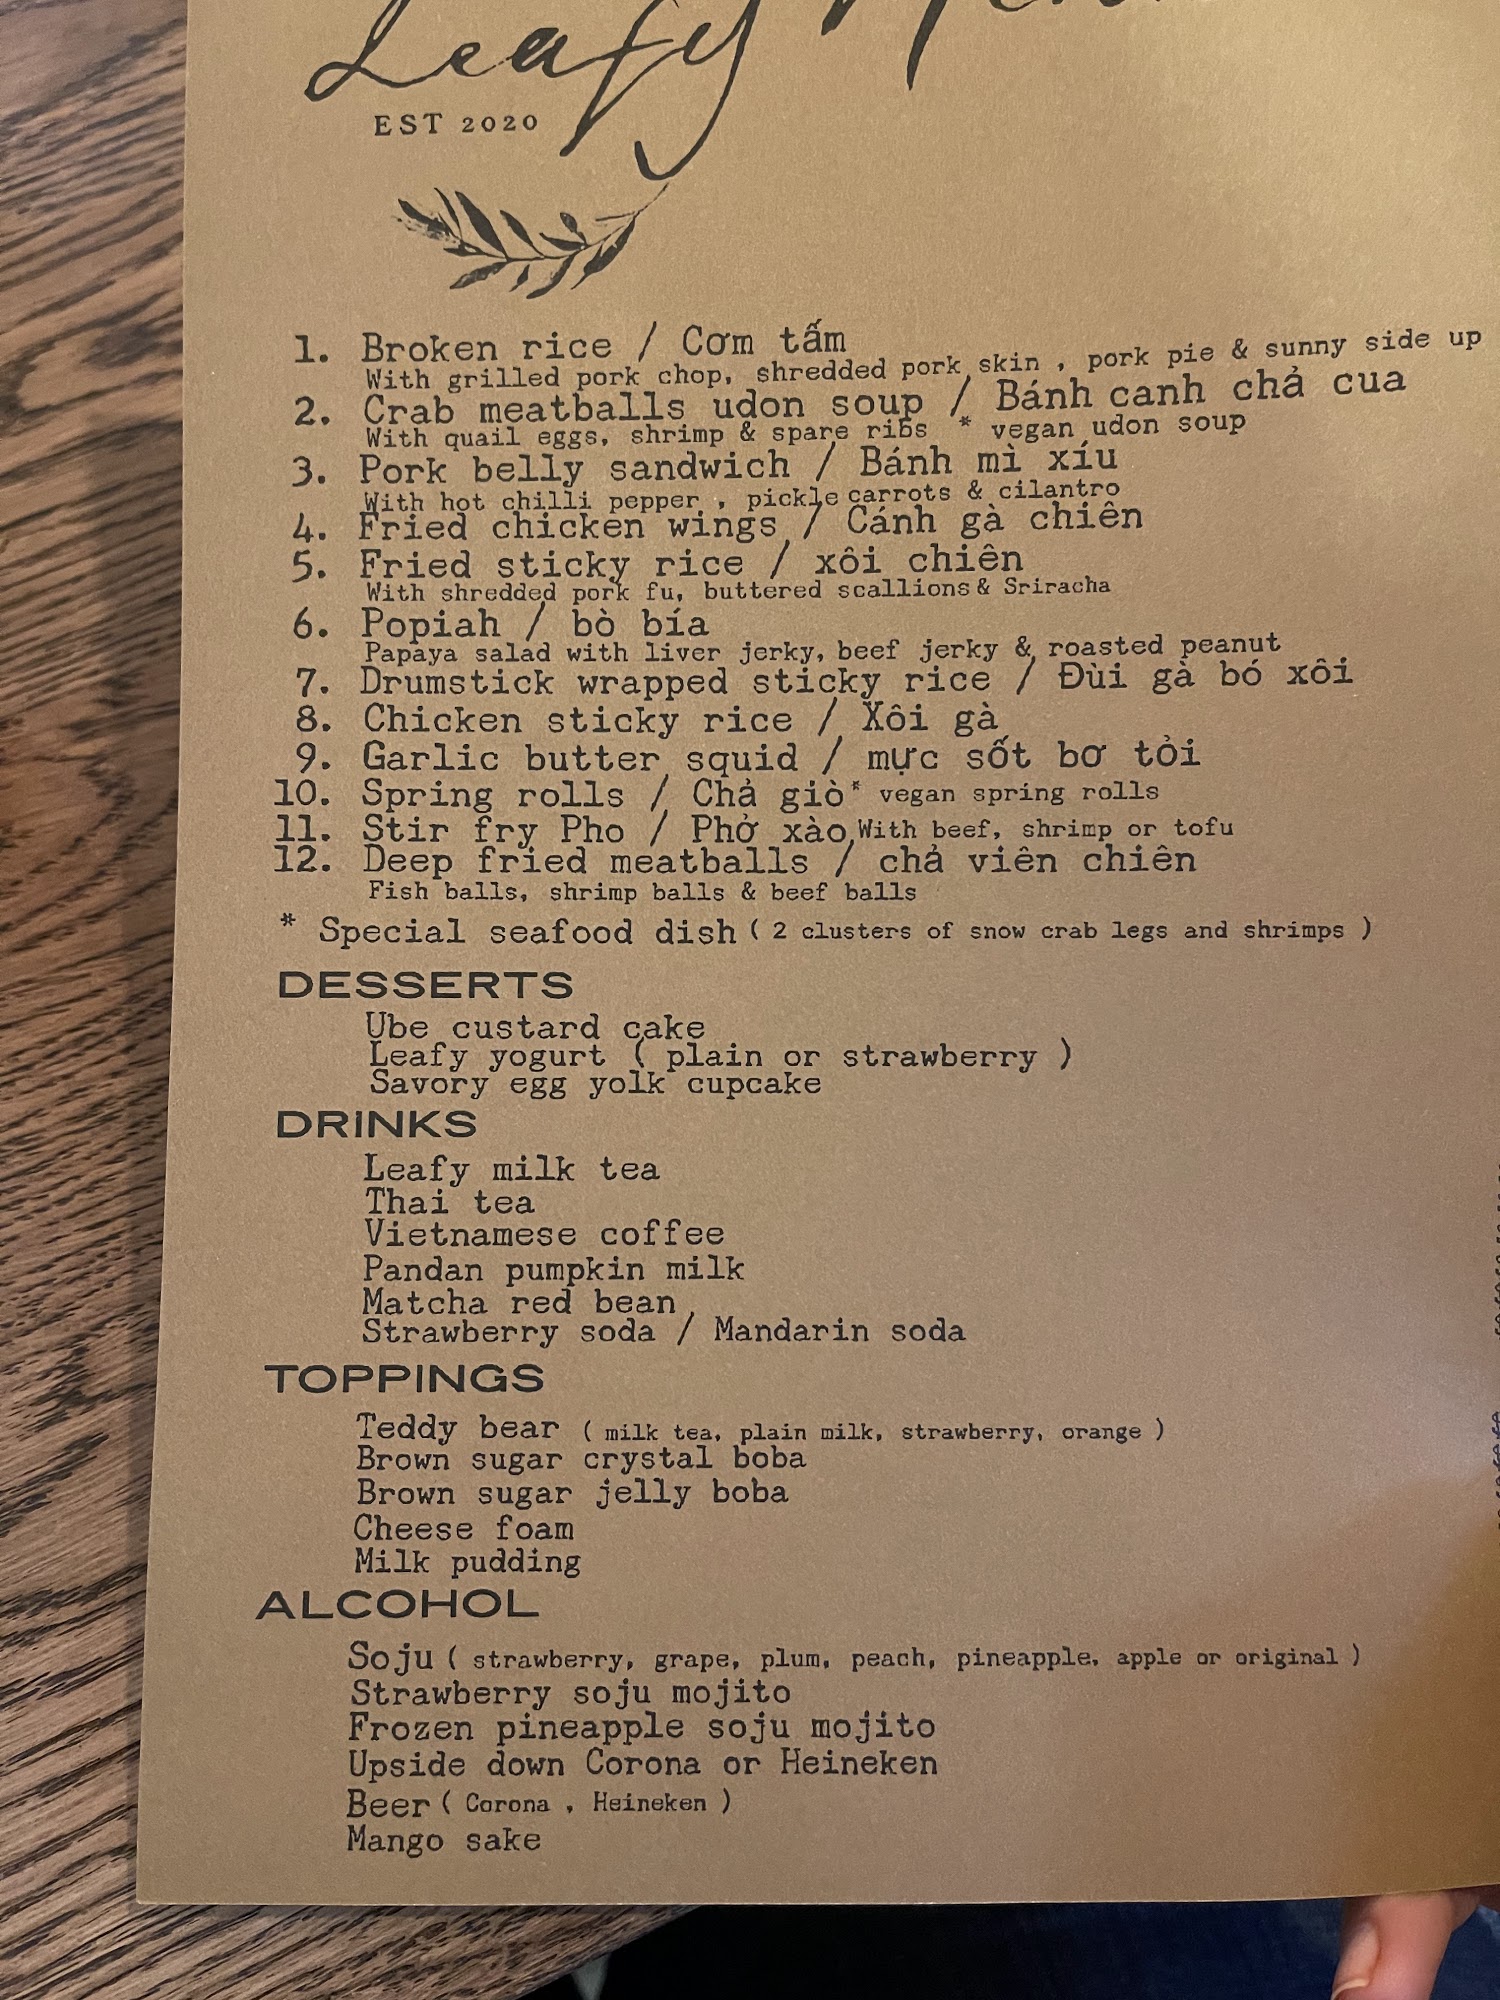 Leafy
EST 2020
1. Broken rice / Cơm tấm
With grilled pork chop, shredded pork skin , pork pie & sunny side up
2. Crab meatballs udon soup / Bánh canh chả cua
With quail eggs, shrimp & spare ribs * vegan udon soup
3. Pork belly sandwich / Bánh mì xíu
With hot chilli pepper , pickle carrots & cilantro
4. Fried chicken wings / Cánh gà chiên
5. Fried sticky rice / xôi chiên
With shredded pork fu, buttered scallions & Sriracha
6. Popiah / bò bía
Papaya salad with liver jerky, beef jerky & roasted peanut
7. Drumstick wrapped sticky rice / Đùi gà bó xôi
8. Chicken sticky rice / Xôi gà
9. Garlic butter squid / mực sốt bơ tỏi
10. Spring rolls / Chả giò * vegan spring rolls
11. Stir fry Pho / Phở xào With beef, shrimp or tofu
12. Deep fried meatballs / chả viên chiên
Fish balls, shrimp balls & beef balls
* Special seafood dish ( 2 clusters of snow crab legs and shrimps )
DESSERTS
Ube custard cake
Leafy yogurt ( plain or strawberry )
Savory egg yolk cupcake
DRINKS
Leafy milk tea
Thai tea
Vietnamese coffee
Pandan pumpkin milk
Matcha red bean
Strawberry soda / Mandarin soda
TOPPINGS
Teddy bear ( milk tea, plain milk, strawberry, orange )
Brown sugar crystal boba
Brown sugar jelly boba
Cheese foam
Milk pudding
ALCOHOL
Soju ( strawberry, grape, plum, peach, pineapple, apple or original )
Strawberry soju mojito
Frozen pineapple soju mojito
Upside down Corona or Heineken
Beer ( Corona , Heineken )
Mango sake